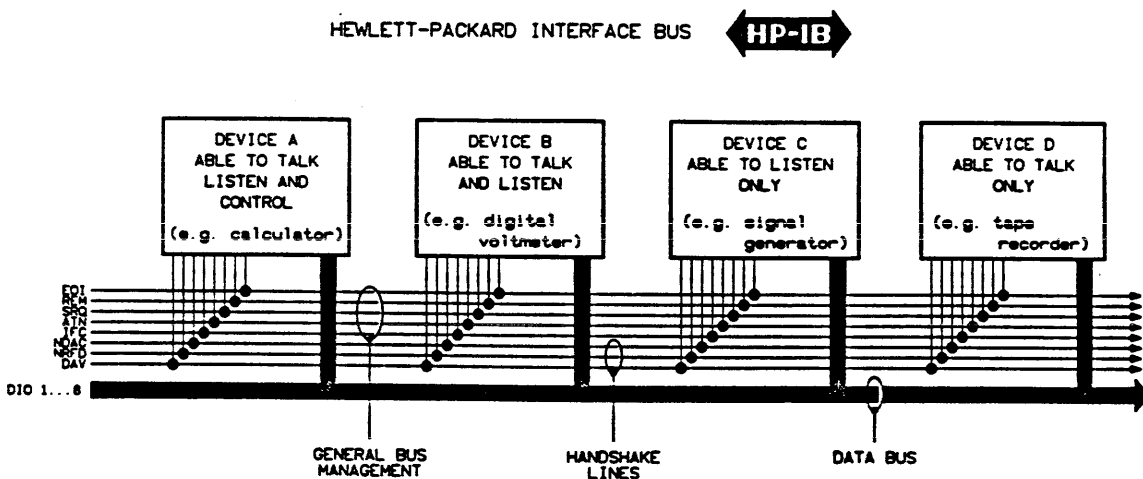 HEWLETT-PACKARD INTERFACE BUS HP-IB
DEVICE A
ABLE TO TALK
LISTEN AND
CONTROL
(e.g. calculator)
DEVICE B
ABLE TO TALK
AND LISTEN
(e.g. digital
voltmeter)
DEVICE C
ABLE TO LISTEN
ONLY
(e.g. signal
generator)
DEVICE D
ABLE TO TALK
ONLY
(e.g. tape
recorder)
EOI
REM
SRQ
ATN
IFC
NDAC
NRFD
DAV
DIO 1...8
GENERAL BUS
MANAGEMENT
HANDSHAKE
LINES
DATA BUS